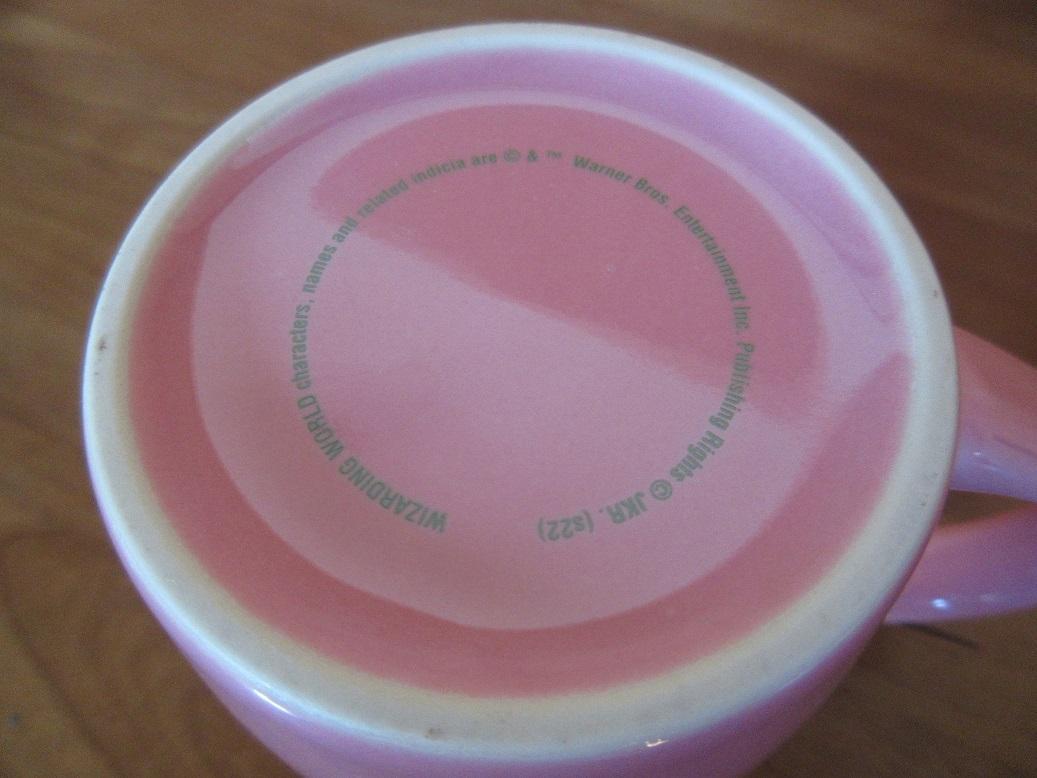 WIZARDING WORLD characters, names and related indicia are © & ™ Warner Bros. Entertainment Inc. Publishing Rights © JKR. (s22)